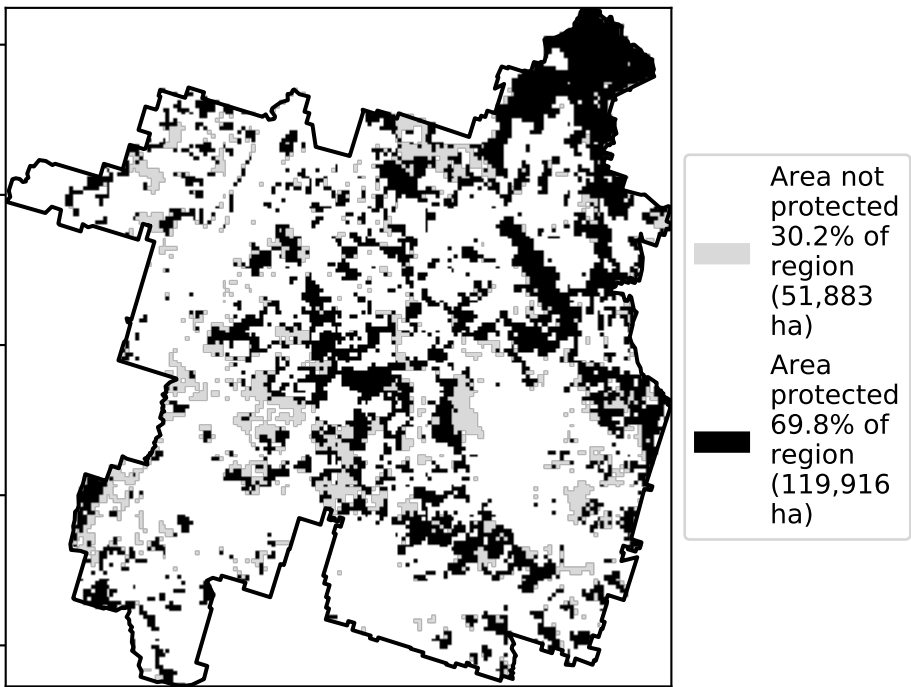 Area not
protected
30.2% of
region
(51,883
ha)
Area
protected
69.8% of
region
(119,916
ha)